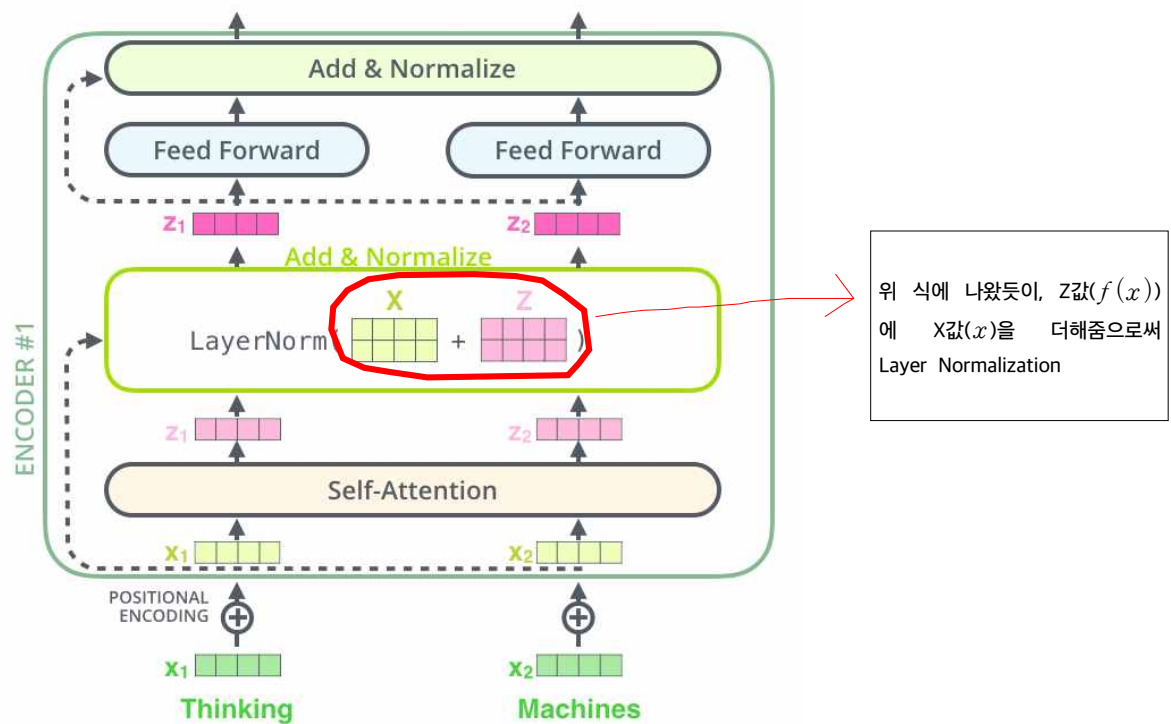 Add & Normalize
Feed Forward
Feed Forward
z1
z2
Add & Normalize
X
Z
LayerNorm( + )
z1
z2
Self-Attention
x1
x2
ENCODER #1
POSITIONAL
ENCODING
x1
x2
Thinking
Machines
위 식에 나왔듯이, Z값(f(x))
에 X값(x)을 더해줌으로써
Layer Normalization